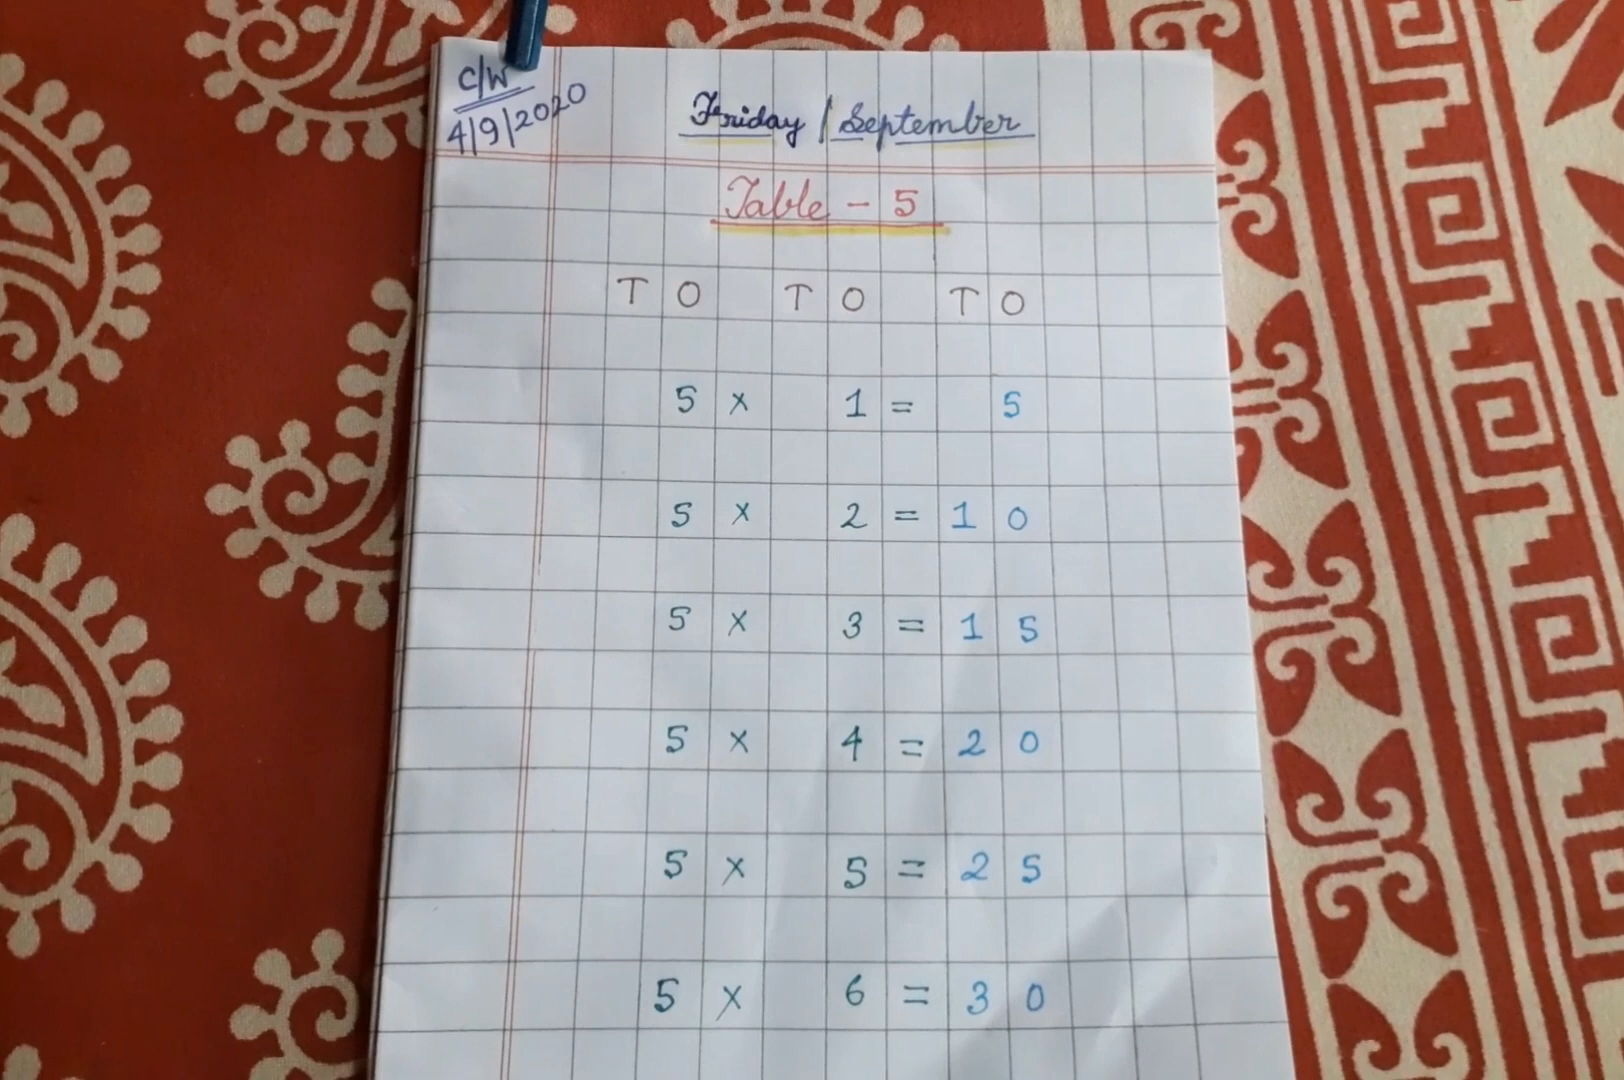 C/W
4/9/2020
Friday / September
Table - 5
T O T O T O
5 x 1 = 5
5 x 2 = 1 0
5 x 3 = 1 5
5 x 4 = 2 0
5 x 5 = 2 5
5 x 6 = 3 0